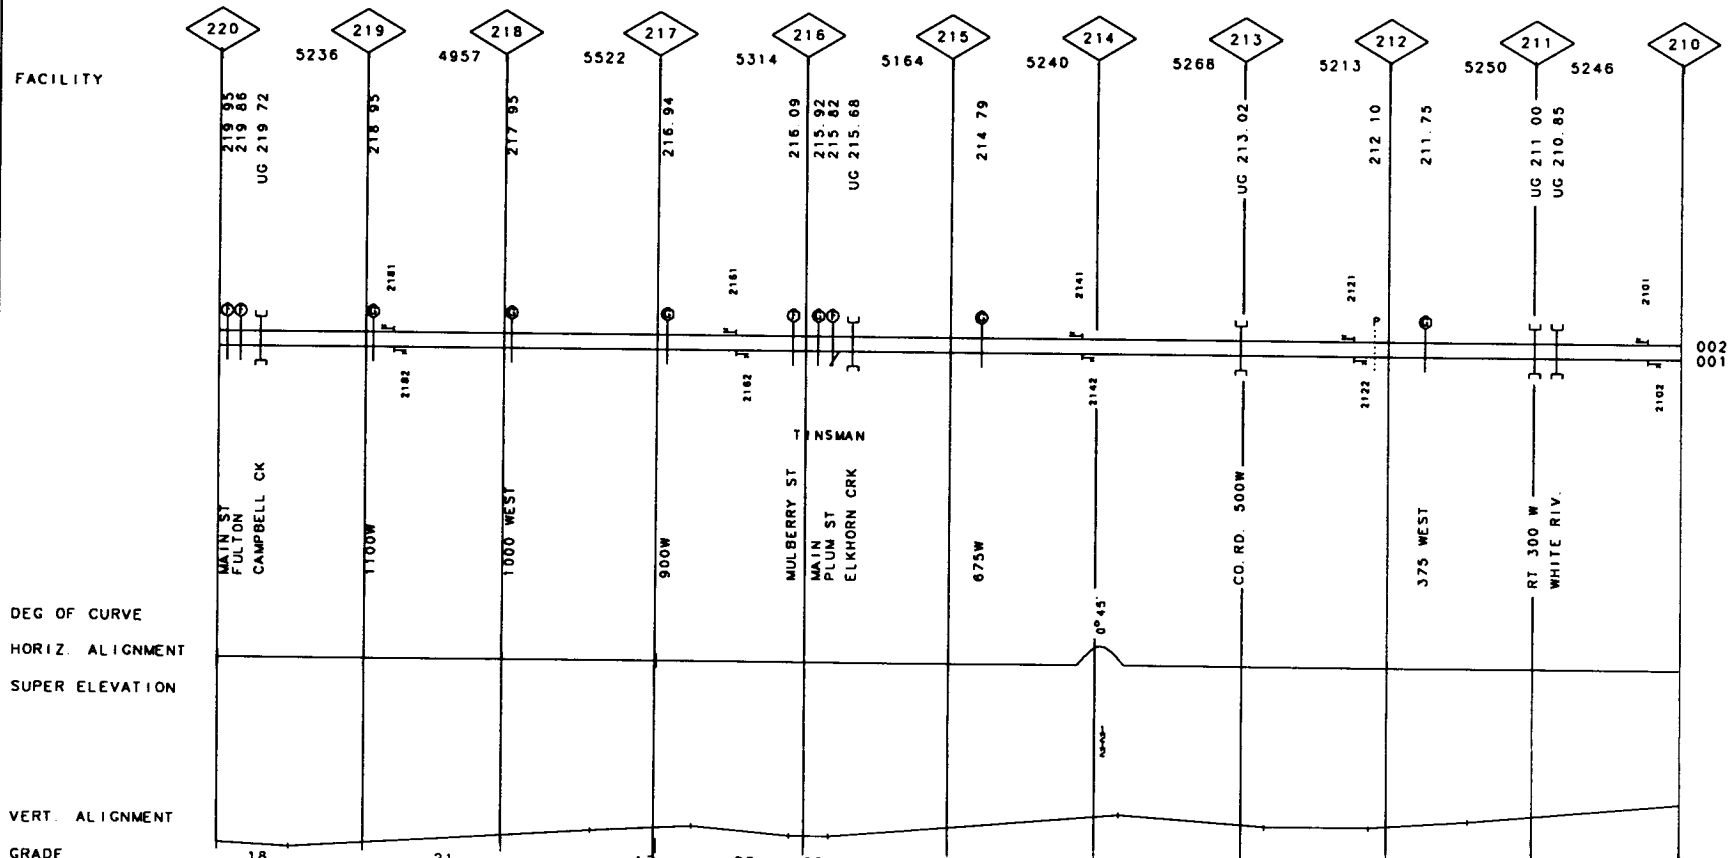 220 219 218 217 216 215 214 213 212 211 210
5236 4957 5522 5314 5164 5240 5268 5213 5250 5246
FACILITY
219 95
219 86
UG 219 72
218 95
217 95
216.94
216 09
215.92
215 82
UG 215.68
214 79
UG 213.02
212 10
211.75
UG 211 00
UG 210.85
2181
2161
2141
2121
2101
P
002
001
2182
2162
2142
2122
2102
TINSMAN
MAIN ST
FULTON
CAMPBELL CK
1100W
1000 WEST
900W
MULBERRY ST
MAIN
PLUM ST
ELKHORN CRK
675W
CO. RD. 500W
375 WEST
RT 300 W
WHITE RIV.
DEG OF CURVE
0°45'
HORIZ. ALIGNMENT
SUPER ELEVATION
VERT. ALIGNMENT
GRADE